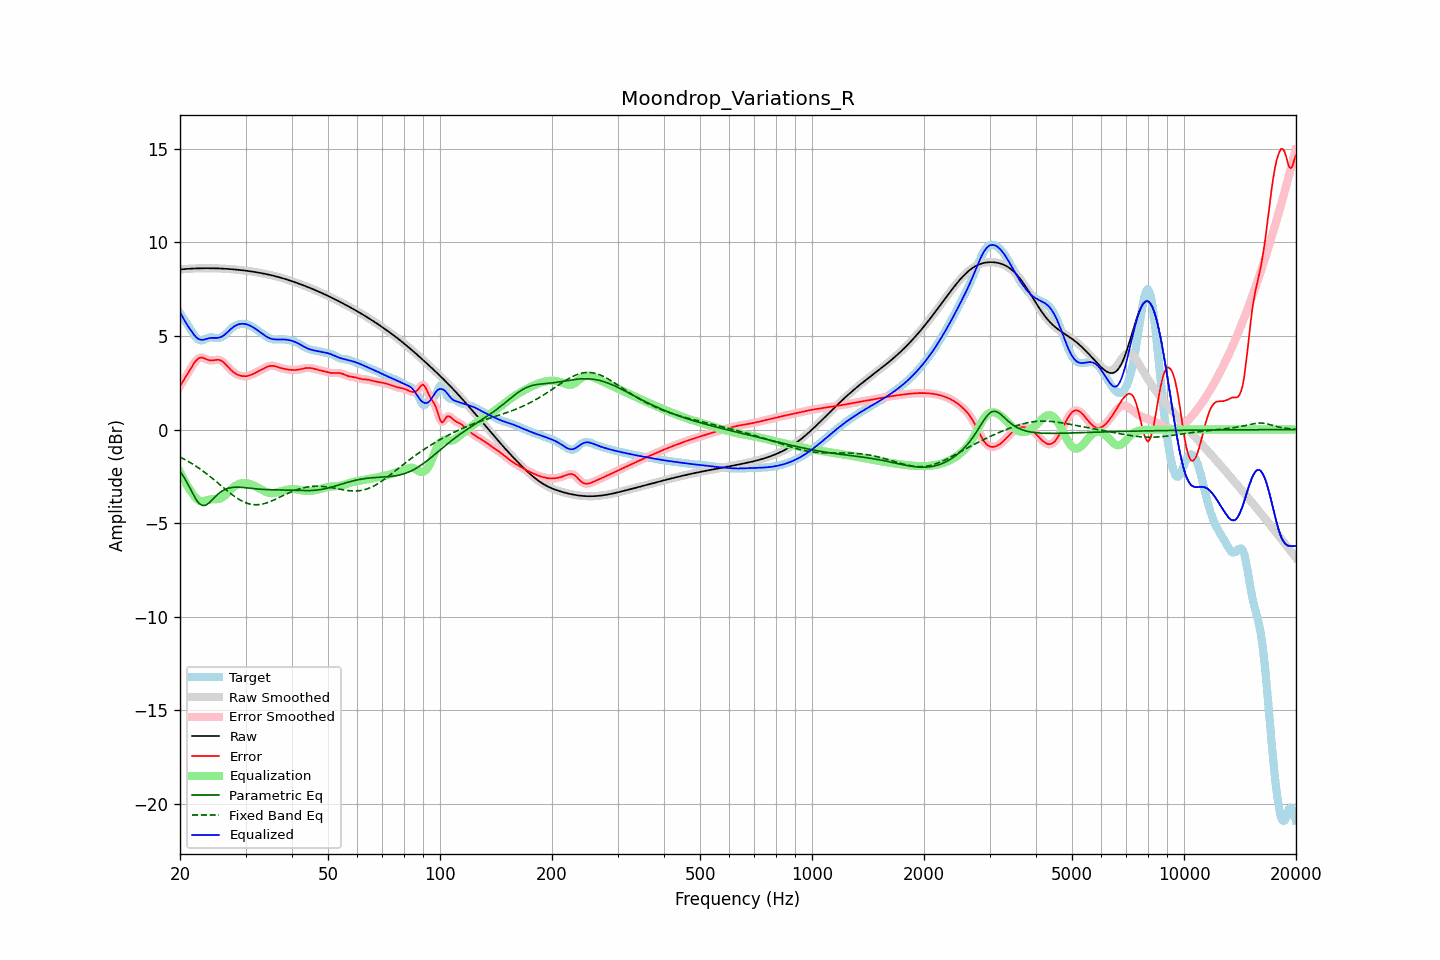 Moondrop_Variations_R
Amplitude (dBr)
15
10
5
0
−5
−10
−15
−20
Target
Raw Smoothed
Error Smoothed
Raw
Error
Equalization
Parametric Eq
Fixed Band Eq
Equalized
20 50 100 200 500 1000 2000 5000 10000 20000
Frequency (Hz)